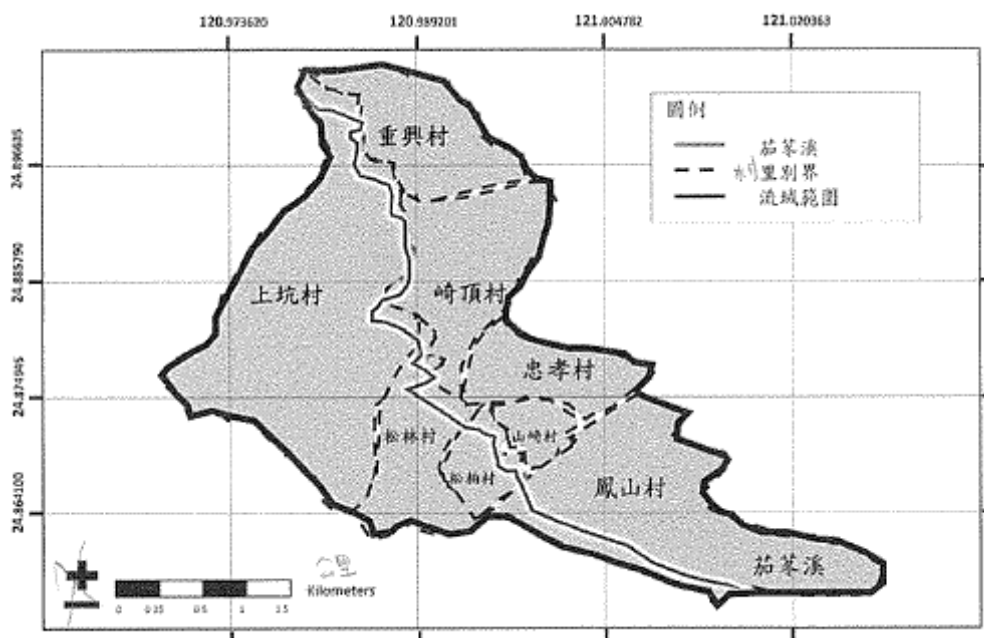 120.973620 120.989201 121.004782 121.020363
24.896635
24.885790
24.874945
24.864100
圖例
茄苳溪
村里別界
流域範圍
重興村
上坑村
崎頂村
忠孝村
松林村
山崎村
松柏村
鳳山村
茄苳溪
公里
Kilometers
0 0.25 0.5 1 1.5